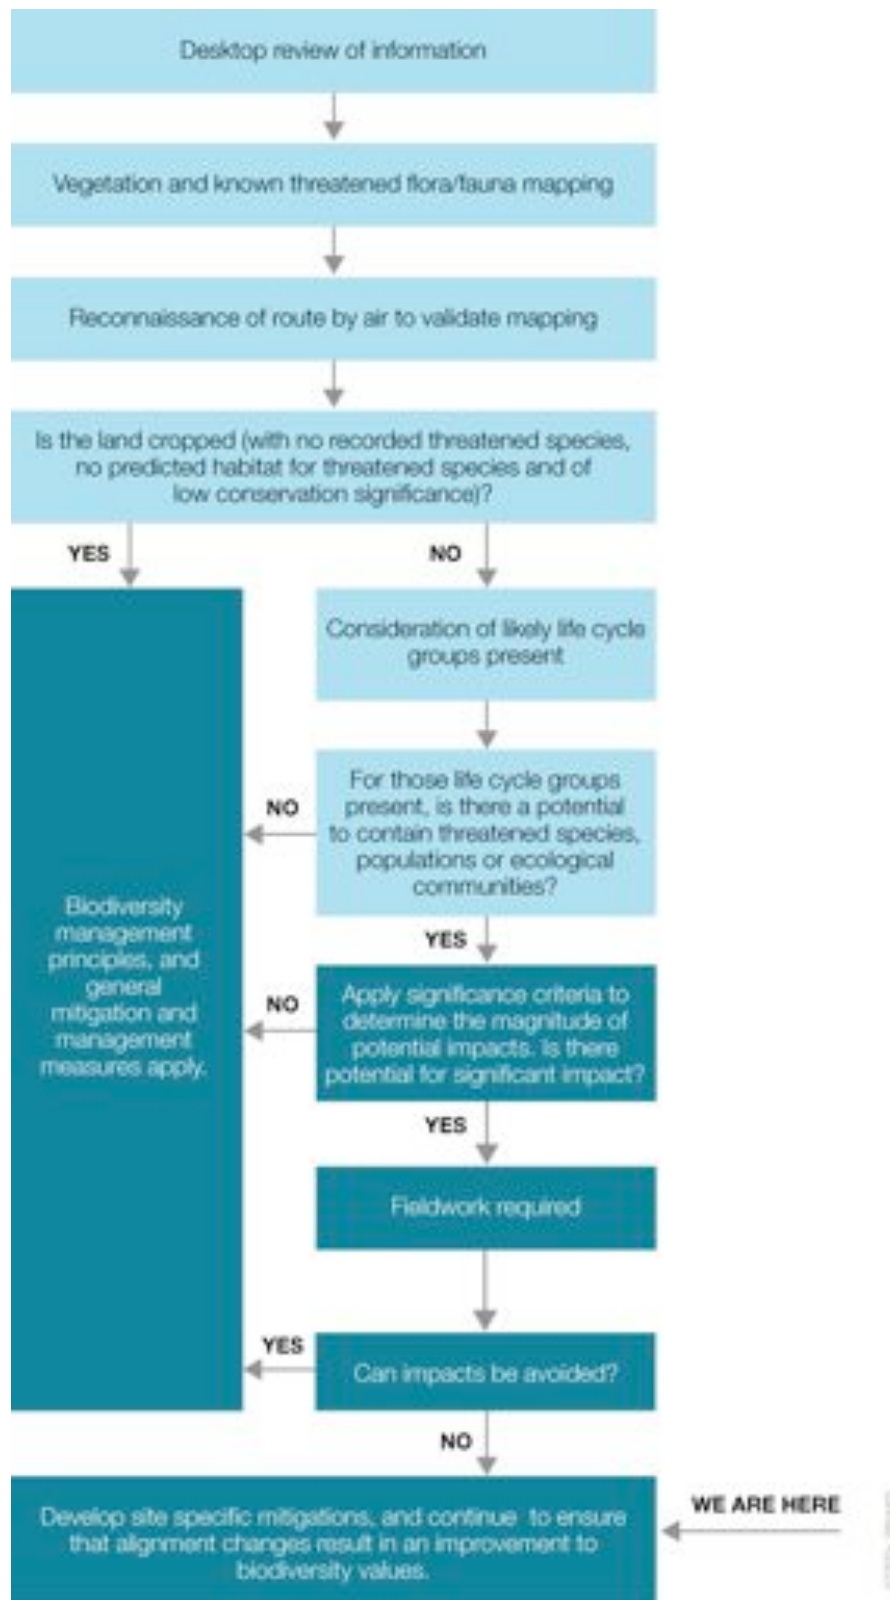 Desktop review of information
Vegetation and known threatened flora/fauna mapping
Reconnaissance of route by air to validate mapping
Is the land cropped (with no recorded threatened species,
no predicted habitat for threatened species and of
low conservation significance)?
YES
NO
Consideration of likely life cycle
groups present
For those life cycle groups
present, is there a potential
to contain threatened species,
populations or ecological
communities?
NO
YES
Biodiversity
management
principles, and
general
mitigation and
management
measures apply.
Apply significance criteria to
determine the magnitude of
potential impacts. Is there
potential for significant impact?
NO
YES
Fieldwork required
Can impacts be avoided?
YES
NO
Develop site specific mitigations, and continue to ensure
that alignment changes result in an improvement to
biodiversity values.
WE ARE HERE